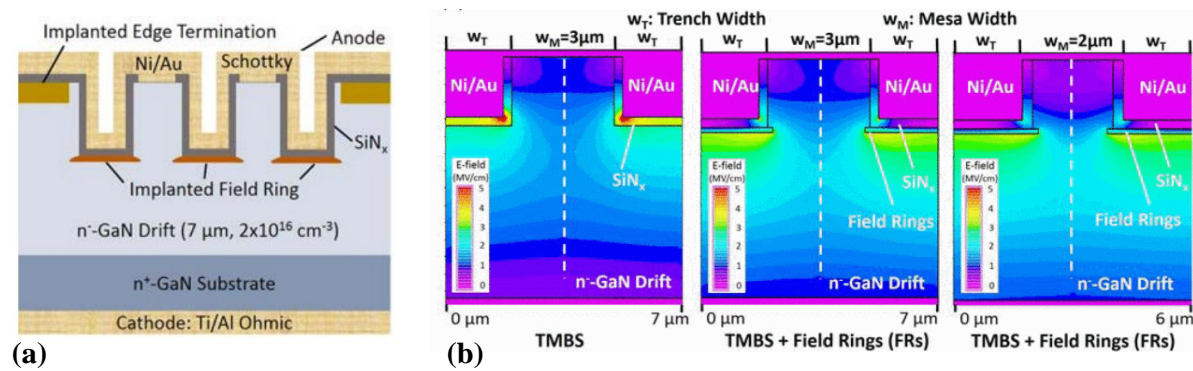 Implanted Edge Termination
Anode
Ni/Au
Schottky
SiNx
Implanted Field Ring
n⁻-GaN Drift (7 μm, 2x10¹⁶ cm⁻³)
n⁺-GaN Substrate
Cathode: Ti/Al Ohmic
(a)
wT: Trench Width
wM: Mesa Width
wT
wM=3μm
wT
Ni/Au
Ni/Au
SiNx
E-field
(MV/cm)
5
4
3
2
1
0
n⁻-GaN Drift
0 μm
7 μm
TMBS
wT
wM=3μm
wT
Ni/Au
Ni/Au
SiNx
Field Rings
E-field
(MV/cm)
5
4
3
2
1
0
n⁻-GaN Drift
0 μm
7 μm
TMBS + Field Rings (FRs)
wT
wM=2μm
wT
Ni/Au
Ni/Au
SiNx
Field Rings
E-field
(MV/cm)
5
4
3
2
1
0
n⁻-GaN Drift
0 μm
6 μm
TMBS + Field Rings (FRs)
(b)